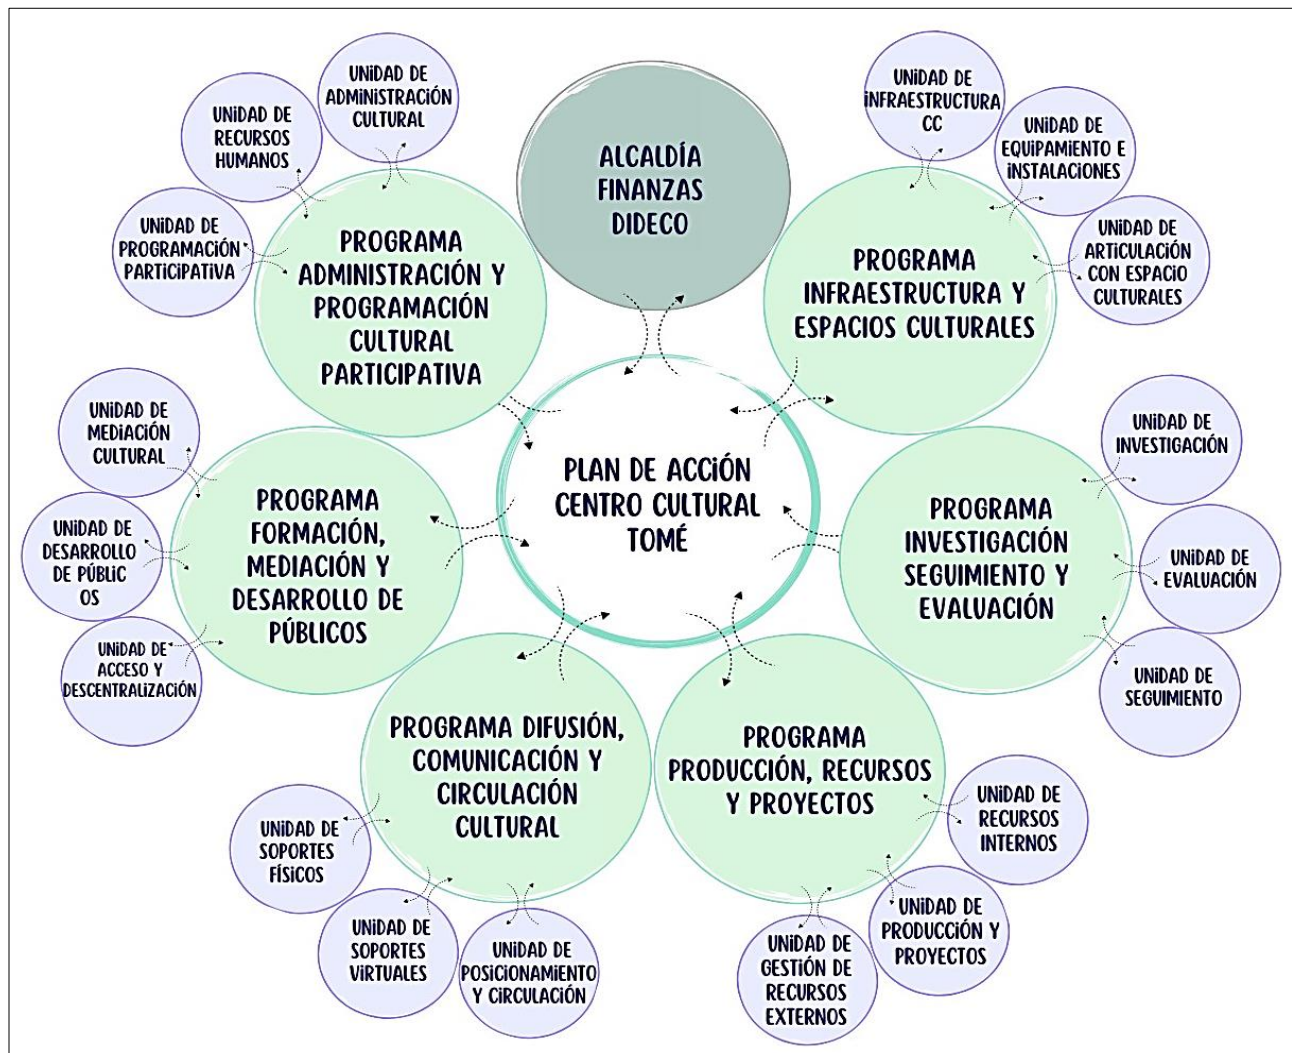 UNIDAD DE
ADMINISTRACIÓN
CULTURAL
UNIDAD DE
RECURSOS
HUMANOS
UNIDAD DE
PROGRAMACIÓN
PARTICIPATIVA
PROGRAMA
ADMINISTRACIÓN Y
PROGRAMACIÓN
CULTURAL
PARTICIPATIVA
ALCALDÍA
FINANZAS
DIDECO
UNIDAD DE
INFRAESTRUCTURA
CC
UNIDAD DE
EQUIPAMIENTO E
INSTALACIONES
UNIDAD DE
ARTICULACIÓN
CON ESPACIO
CULTURALES
PROGRAMA
INFRAESTRUCTURA Y
ESPACIOS CULTURALES
PLAN DE ACCIÓN
CENTRO CULTURAL
TOMÉ
UNIDAD DE
MEDIACIÓN
CULTURAL
UNIDAD DE
DESARROLLO
DE PÚBLIC
OS
UNIDAD DE
ACCESO Y
DESCENTRALIZACIÓN
PROGRAMA
FORMACIÓN,
MEDIACIÓN Y
DESARROLLO DE
PÚBLICOS
PROGRAMA
INVESTIGACIÓN
SEGUIMIENTO Y
EVALUACIÓN
UNIDAD DE
INVESTIGACIÓN
UNIDAD DE
EVALUACIÓN
UNIDAD DE
SEGUIMIENTO
PROGRAMA DIFUSIÓN,
COMUNICACIÓN Y
CIRCULACIÓN
CULTURAL
UNIDAD DE
SOPORTES
FÍSICOS
UNIDAD DE
SOPORTES
VIRTUALES
UNIDAD DE
POSICIONAMIENTO
Y CIRCULACIÓN
PROGRAMA
PRODUCCIÓN, RECURSOS
Y PROYECTOS
UNIDAD DE
RECURSOS
INTERNOS
UNIDAD DE
PRODUCCIÓN Y
PROYECTOS
UNIDAD DE
GESTIÓN DE
RECURSOS
EXTERNOS